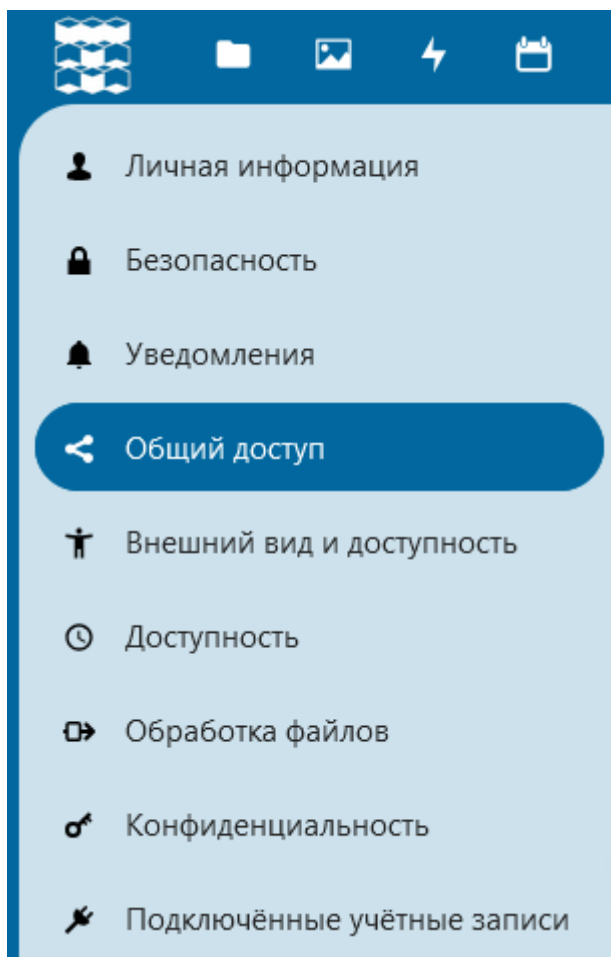 Личная информация
Безопасность
Уведомления
Общий доступ
Внешний вид и доступность
Доступность
Обработка файлов
Конфиденциальность
Подключённые учётные записи